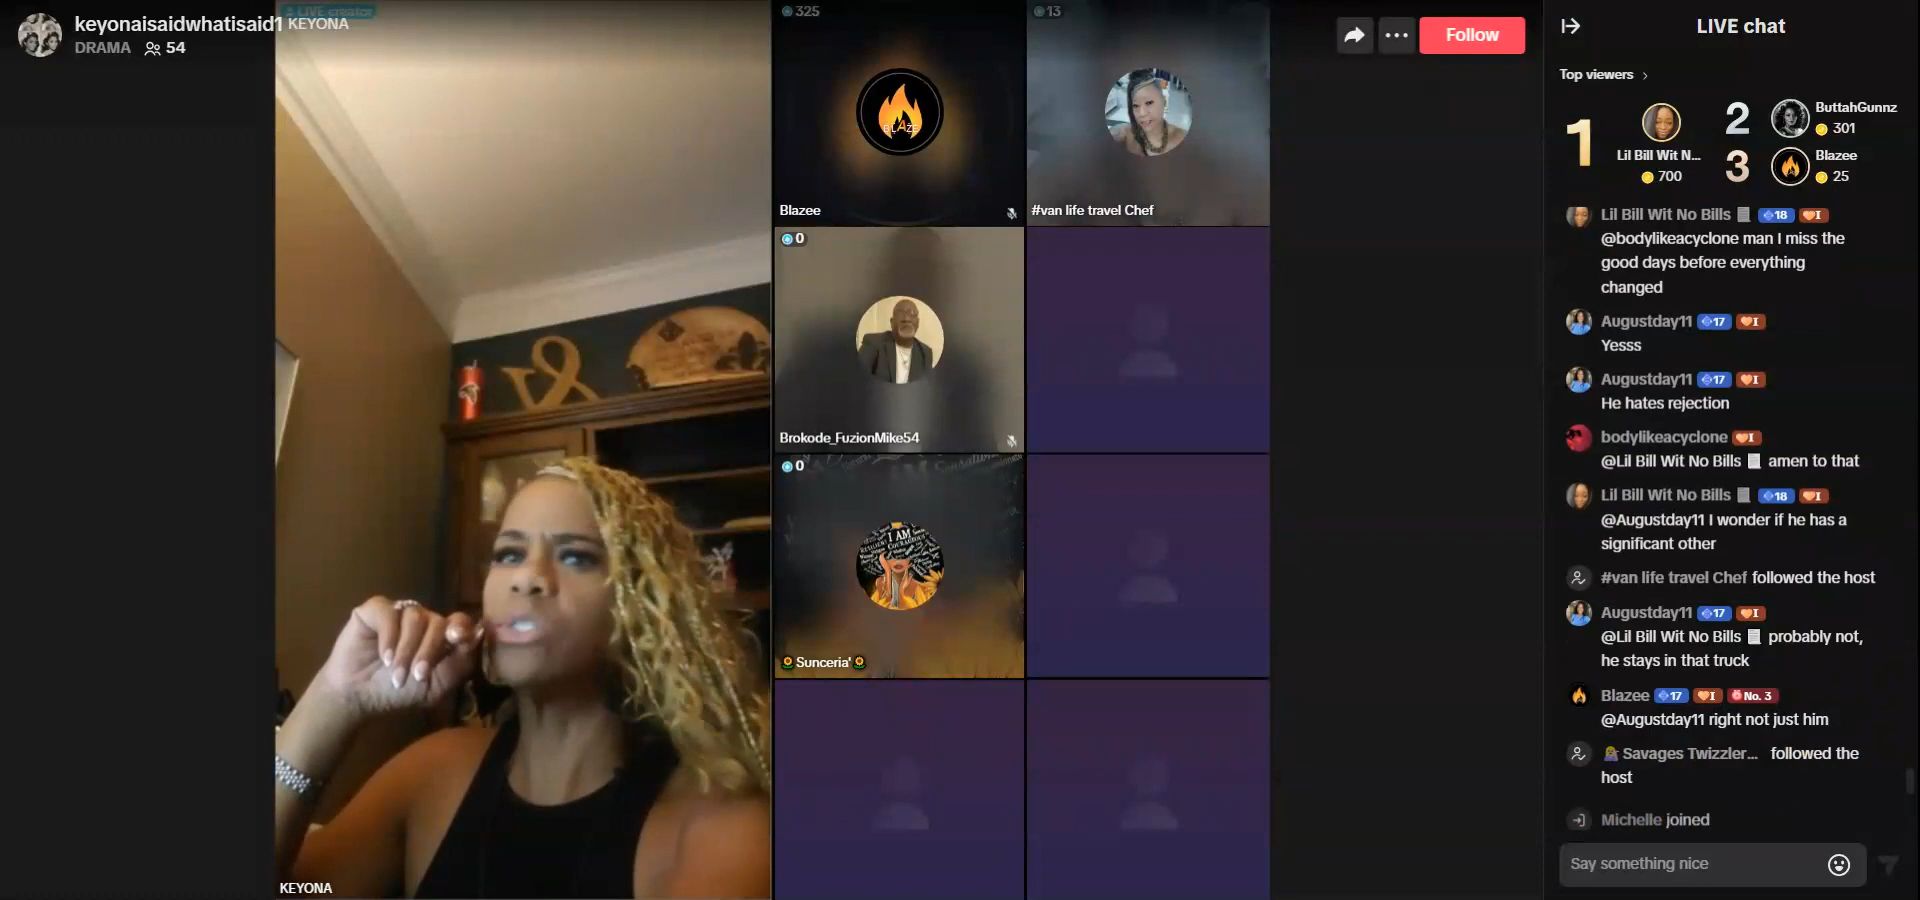 keyonaisaidwhatisaid1
DRAMA 54
LIVE creator
KEYONA
325
BLAZE
Blazee
13
#van life travel Chef
0
Brokode_FuzionMike54
0
I AM
COURAGEOUS
Sunceria'
KEYONA
Follow
LIVE chat
Top viewers
1
Lil Bill Wit N...
700
2
ButtahGunnz
301
3
Blazee
25
Lil Bill Wit No Bills 18 I
@bodylikeacyclone man I miss the
good days before everything
changed
Augustday11 17 I
Yesss
Augustday11 17 I
He hates rejection
bodylikeacyclone I
@Lil Bill Wit No Bills amen to that
Lil Bill Wit No Bills 18 I
@Augustday11 I wonder if he has a
significant other
#van life travel Chef followed the host
Augustday11 17 I
@Lil Bill Wit No Bills probably not,
he stays in that truck
Blazee 17 I No. 3
@Augustday11 right not just him
Savages Twizzler... followed the
host
Michelle joined
Say something nice